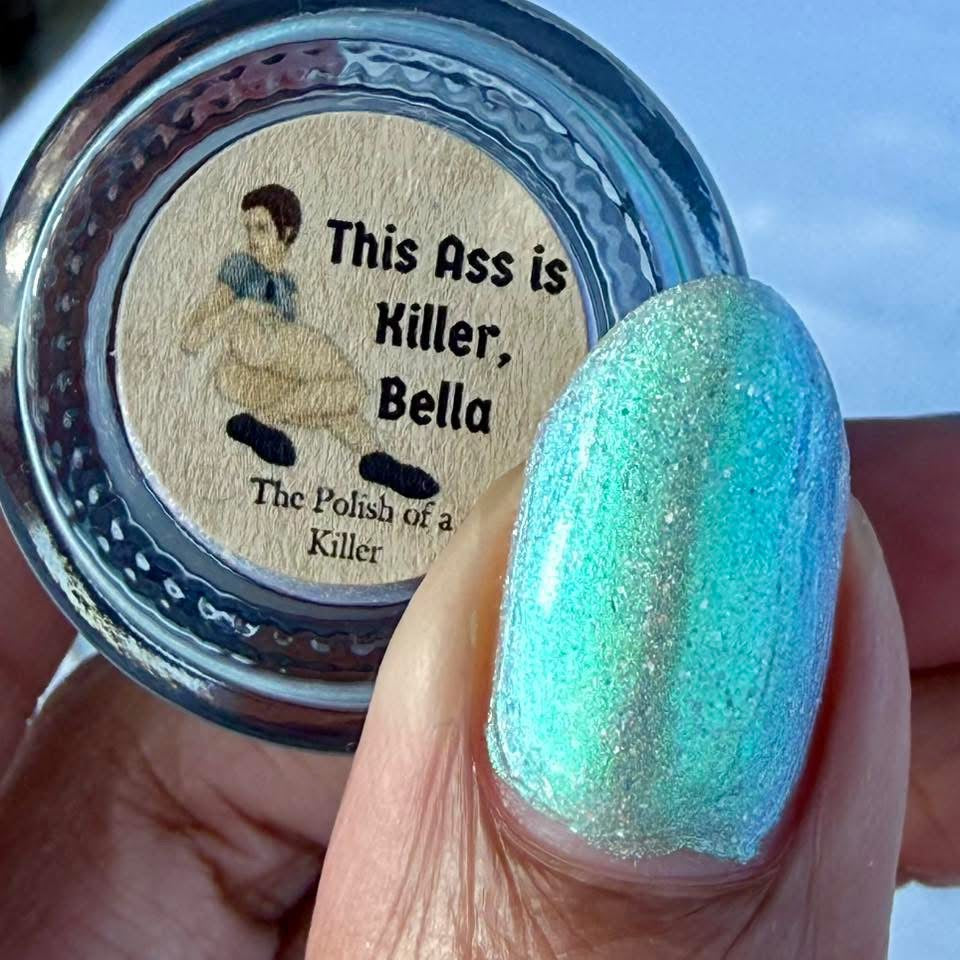 This Ass is
Killer,
Bella
The Polish of a
Killer